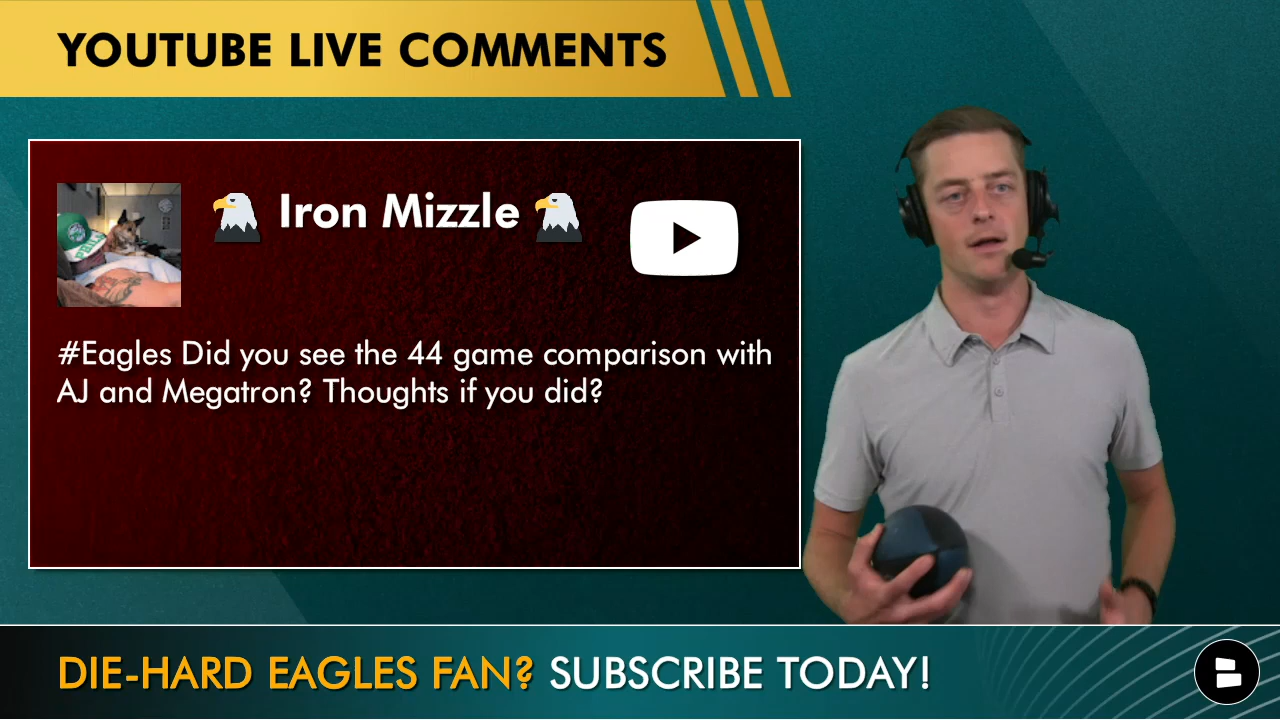 YOUTUBE LIVE COMMENTS
Iron Mizzle
#Eagles Did you see the 44 game comparison with
AJ and Megatron? Thoughts if you did?
DIE-HARD EAGLES FAN? SUBSCRIBE TODAY!